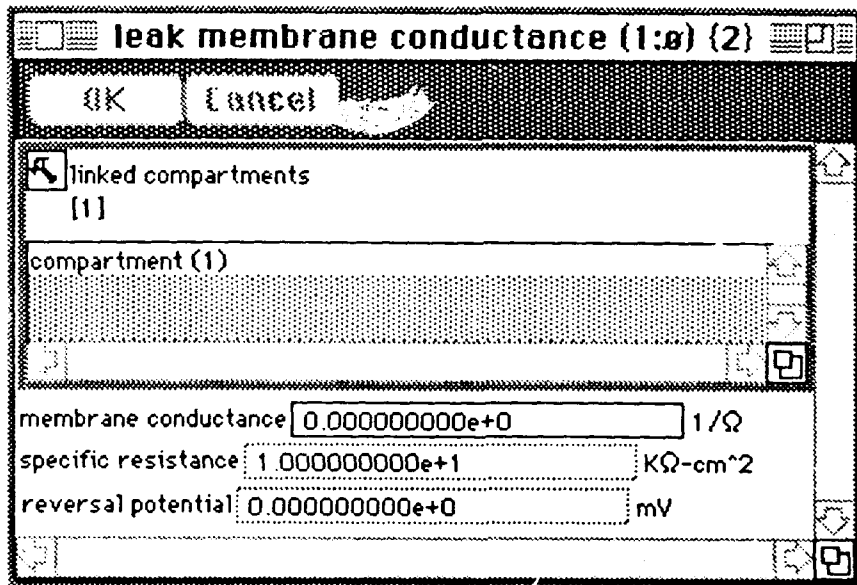 leak membrane conductance (1:ø) {2}
OK Cancel
linked compartments
[1]
compartment (1)
membrane conductance 0.000000000e+0 1/Ω
specific resistance 1.000000000e+1 KΩ-cm^2
reversal potential 0.000000000e+0 mV